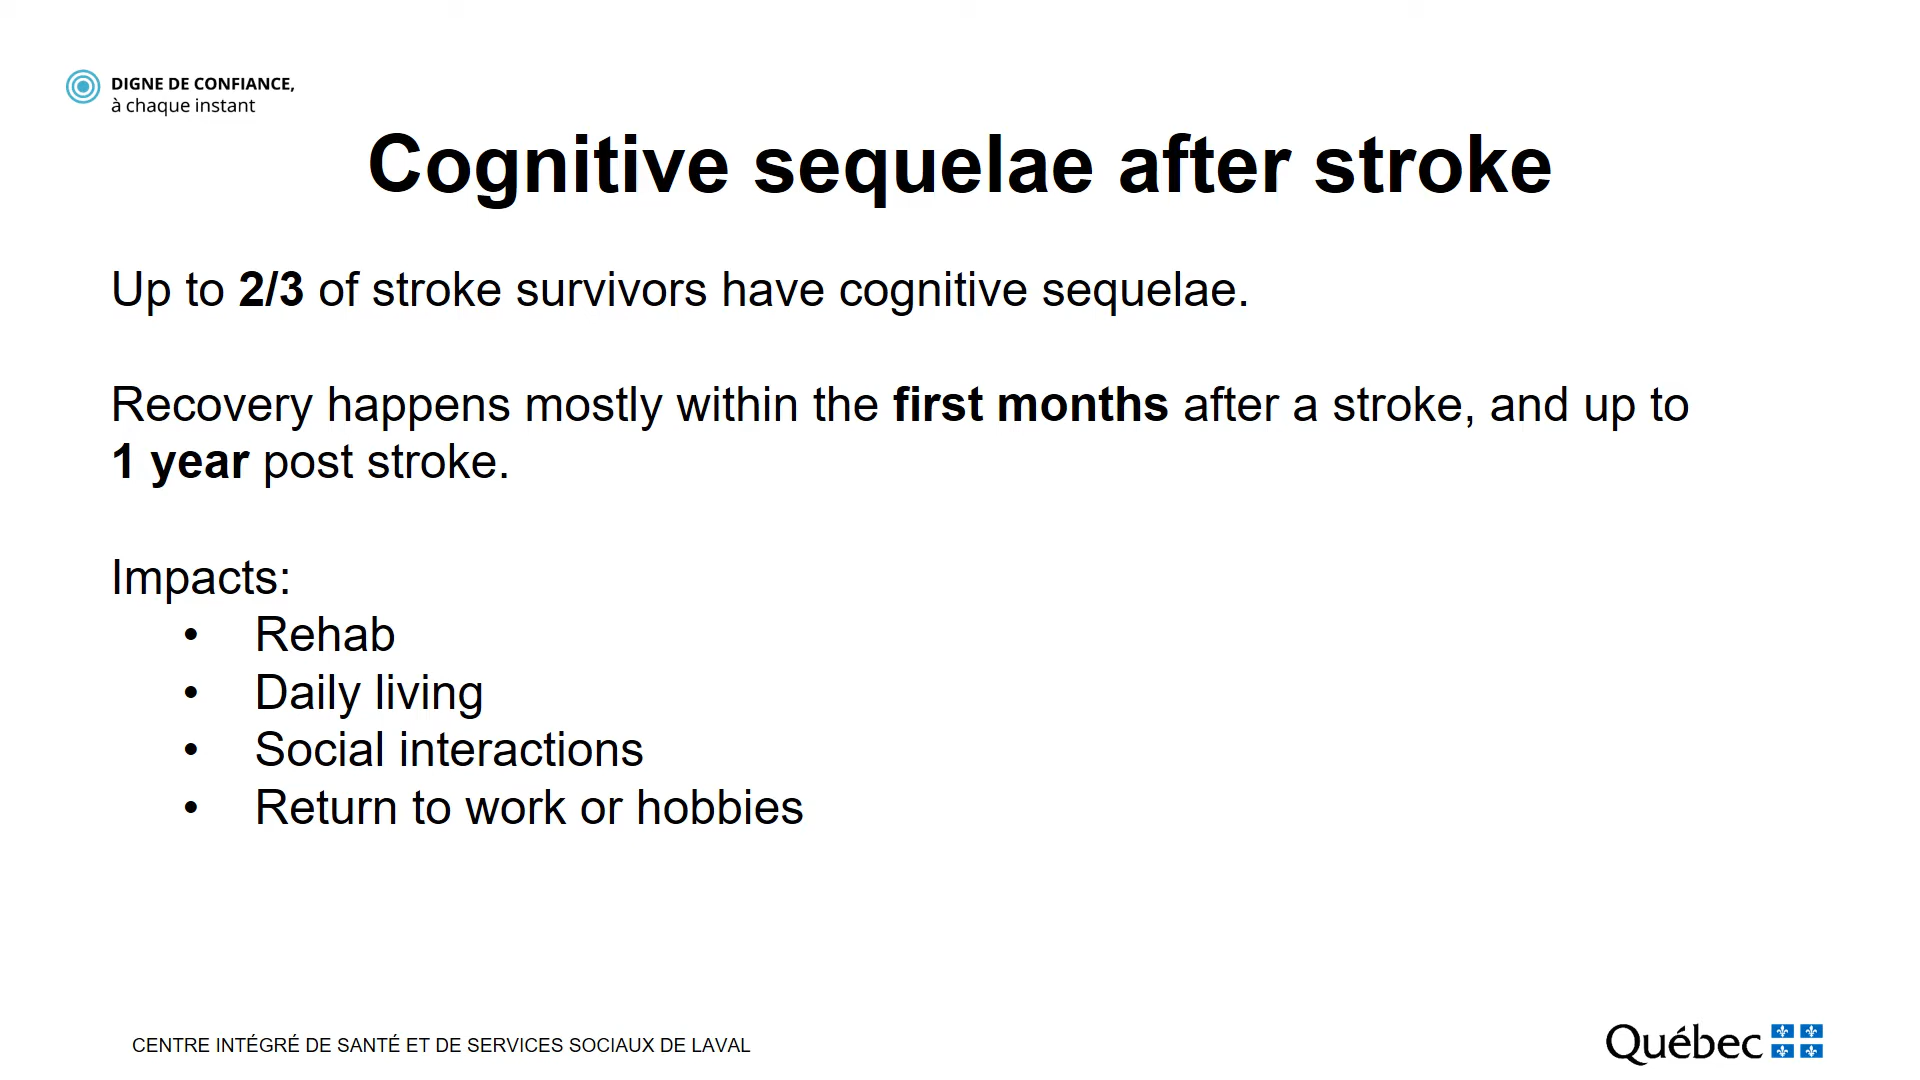 DIGNE DE CONFIANCE,
à chaque instant
Cognitive sequelae after stroke
Up to 2/3 of stroke survivors have cognitive sequelae.
Recovery happens mostly within the first months after a stroke, and up to
1 year post stroke.
Impacts:
• Rehab
• Daily living
• Social interactions
• Return to work or hobbies
CENTRE INTÉGRÉ DE SANTÉ ET DE SERVICES SOCIAUX DE LAVAL
Québec